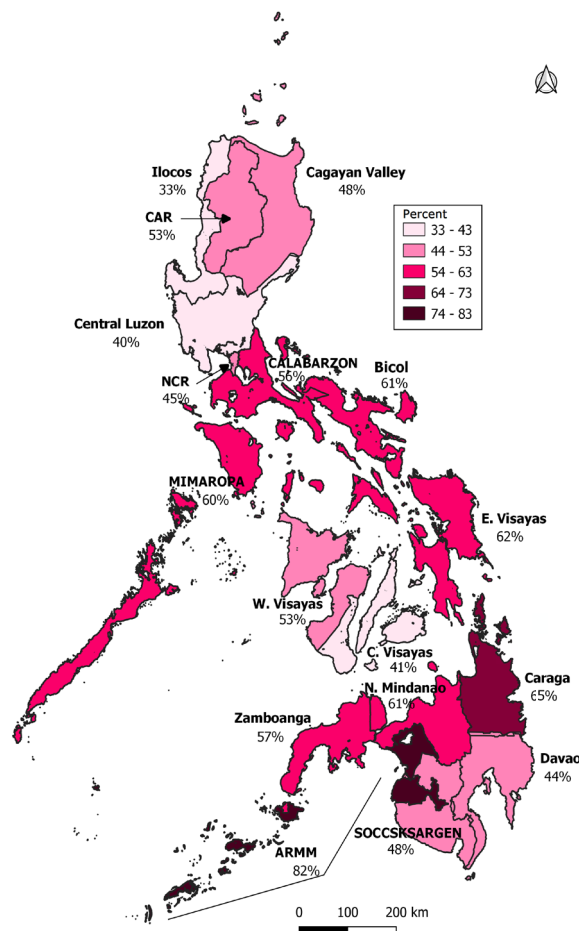 Ilocos
33%
Cagayan Valley
48%
CAR
53%
Percent
33 - 43
44 - 53
54 - 63
64 - 73
74 - 83
Central Luzon
40%
CALABARZON
56%
Bicol
61%
NCR
45%
MIMAROPA
60%
E. Visayas
62%
W. Visayas
53%
C. Visayas
41%
Caraga
65%
N. Mindanao
61%
Zamboanga
57%
Davao
44%
SOCCSKSARGEN
48%
ARMM
82%
0 100 200 km